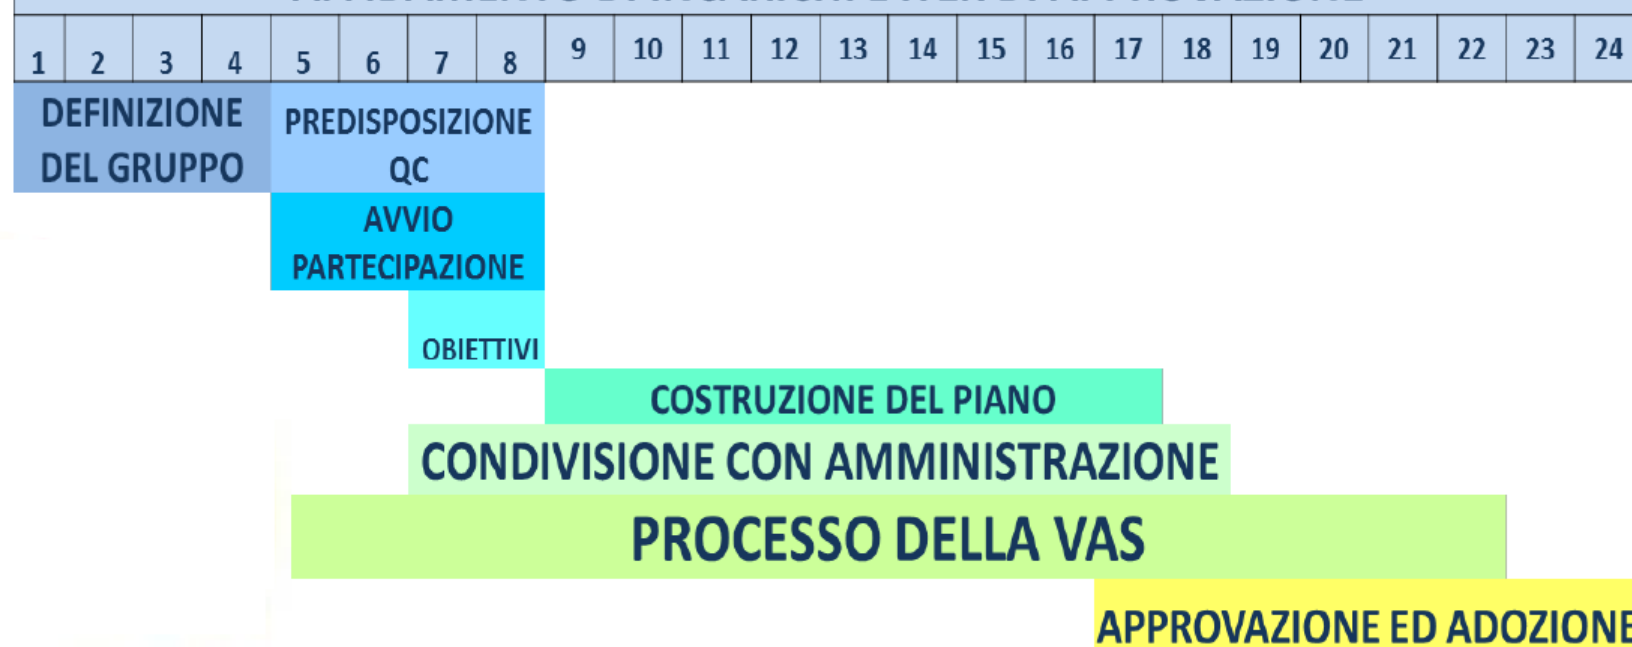 1 2 3 4 5 6 7 8 9 10 11 12 13 14 15 16 17 18 19 20 21 22 23 24
DEFINIZIONE
DEL GRUPPO
PREDISPOSIZIONE
QC
AVVIO
PARTECIPAZIONE
OBIETTIVI
COSTRUZIONE DEL PIANO
CONDIVISIONE CON AMMINISTRAZIONE
PROCESSO DELLA VAS
APPROVAZIONE ED ADOZIONE